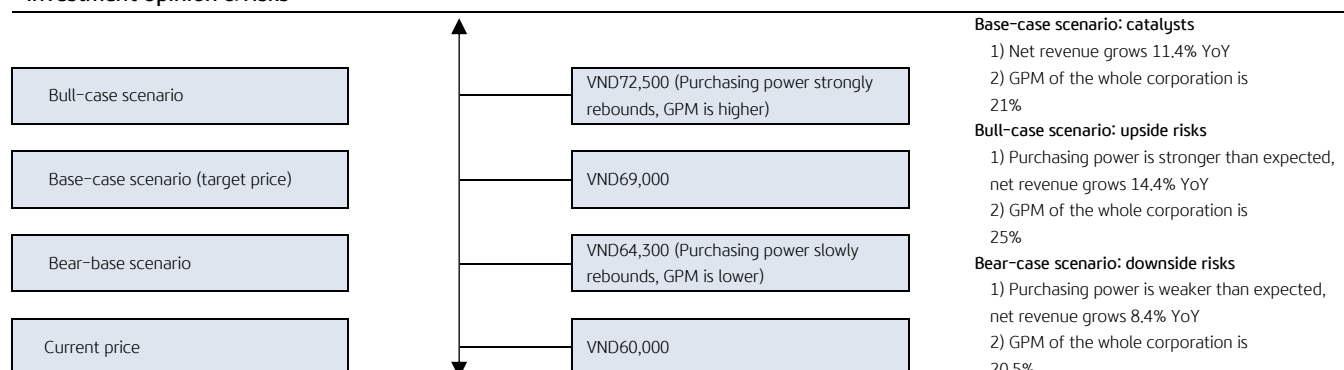 Investment opinion & risks
Bull-case scenario
VND72,500 (Purchasing power strongly
rebounds, GPM is higher)
Base-case scenario (target price)
VND69,000
Bear-base scenario
VND64,300 (Purchasing power slowly
rebounds, GPM is lower)
Current price
VND60,000
Base-case scenario: catalysts
1) Net revenue grows 11.4% YoY
2) GPM of the whole corporation is
21%
Bull-case scenario: upside risks
1) Purchasing power is stronger than expected,
net revenue grows 14.4% YoY
2) GPM of the whole corporation is
25%
Bear-case scenario: downside risks
1) Purchasing power is weaker than expected,
net revenue grows 8.4% YoY
2) GPM of the whole corporation is
20.5%